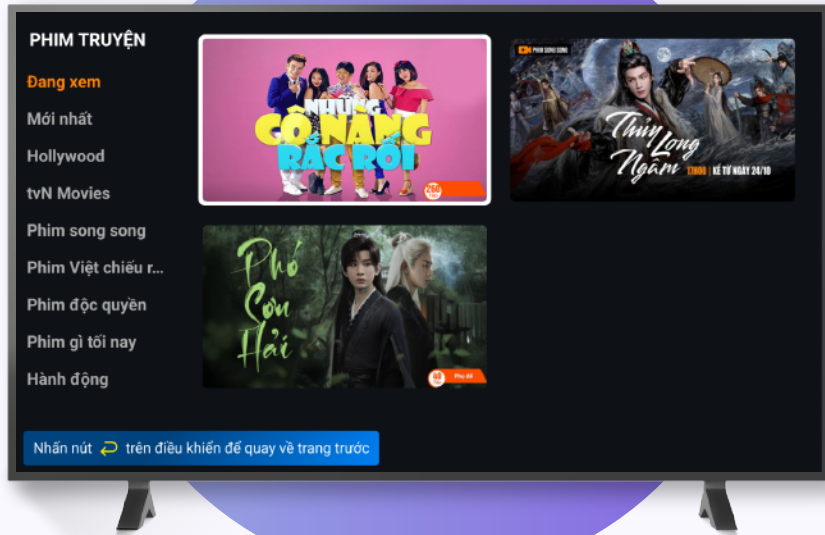 PHIM TRUYỆN
Đang xem
Mới nhất
Hollywood
tvN Movies
Phim song song
Phim Việt chiếu r...
Phim độc quyền
Phim gì tối nay
Hành động
NHỮNG
CÔ NÀNG
RẮC RỐI
PHIM SONG SONG
Thủy
Long
Ngâm
17H00 | KỂ TỪ NGÀY 24/10
Phó
Sơn
Hải
Phụ đề
Nhấn nút trên điều khiển để quay về trang trước